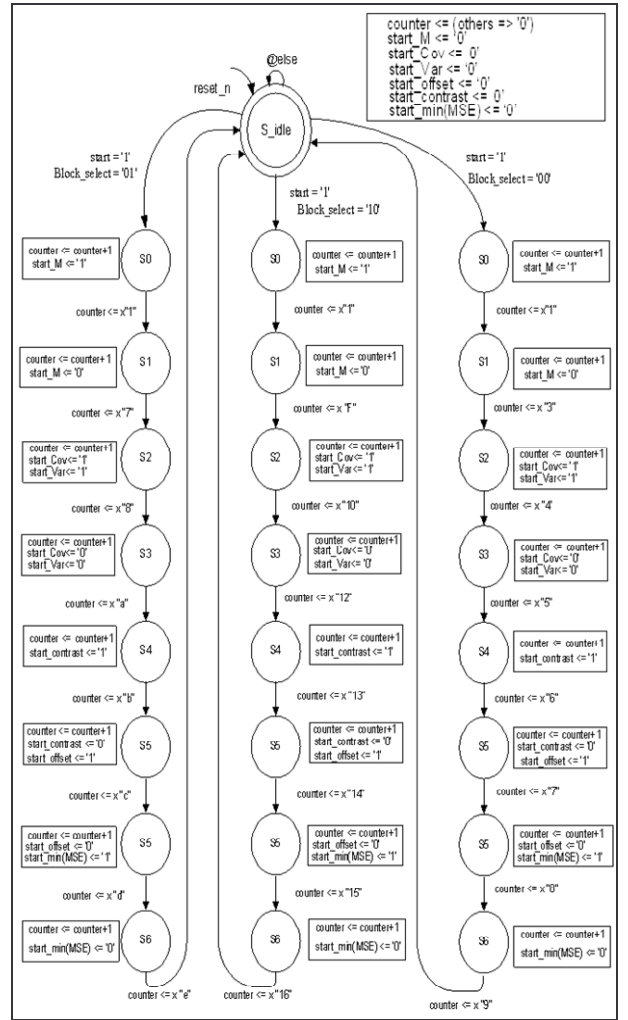 counter <= (others => '0')
start_M <= '0'
start_Cov <= 0'
start_Var <= '0'
start_offset <= '0'
start_contrast <= 0'
start_min(MSE) <= '0'
@else
reset_n
S_idle
start = '1'
Block_select = '01'
start = '1'
Block_select = '10'
start = '1'
Block_select = '00'
counter <= counter+1
start_M <= '1'
S0
counter <= x"1"
counter <= counter+1
start_M <= '0'
S1
counter <= x"7"
counter <= counter+1
start_Cov<= '1'
start_Var<= '1'
S2
counter <= x"8"
counter <= counter+1
start_Cov<= '0'
start_Var<= '0'
S3
counter <= x "a"
counter <= counter+1
start_contrast <= '1'
S4
counter <= x"b"
counter <= counter+1
start_contrast <= '0'
start_offset <= '1'
S5
counter <= x"c"
counter <= counter+1
start_offset <= '0'
start_min(MSE) <= '1'
S5
counter <= x"d"
counter <= counter+1
start_min(MSE) <= '0'
S6
counter <= x "e"
S0
counter <= counter+1
start_M <= '1'
counter <= x"1"
S1
counter <= counter+1
start_M <= '0'
counter <= x "F"
S2
counter <= counter+1
start_Cov<= '1'
start_Var<= '1'
counter <= x "10"
S3
counter <= counter+1
start_Cov<= '0'
start_Var<= '0'
counter <= x "12"
S4
counter <= counter+1
start_contrast <= '1'
counter <= x "13"
S5
counter <= counter+1
start_contrast <= '0'
start_offset <= '1'
counter <= x "14"
S5
counter <= counter+1
start_offset <= '0'
start_min(MSE) <= '1'
counter <= x "15"
S6
counter <= counter+1
start_min(MSE) <= '0'
counter <= x "16"
S0
counter <= counter+1
start_M <= '1'
counter <= x"1"
S1
counter <= counter+1
start_M <= '0'
counter <= x "3"
S2
counter <= counter+1
start_Cov<= '1'
start_Var<= '1'
counter <= x "4"
S3
counter <= counter+1
start_Cov<= '0'
start_Var<= '0'
counter <= x "5"
S4
counter <= counter+1
start_contrast <= '1'
counter <= x "6"
S5
counter <= counter+1
start_contrast <= '0'
start_offset <= '1'
counter <= x "7"
S5
counter <= counter+1
start_offset <= '0'
start_min(MSE) <= '1'
counter <= x "8"
S6
counter <= counter+1
start_min(MSE) <= '0'
counter <= x "9"